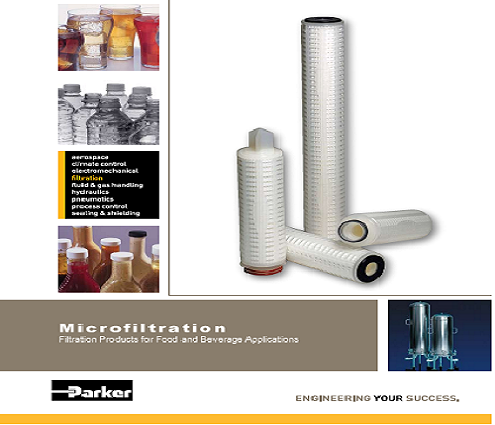 aerospace
climate control
electromechanical
filtration
fluid & gas handling
hydraulics
pneumatics
process control
sealing & shielding
Microfiltration
Filtration Products for Food and Beverage Applications
Parker
ENGINEERING YOUR SUCCESS.